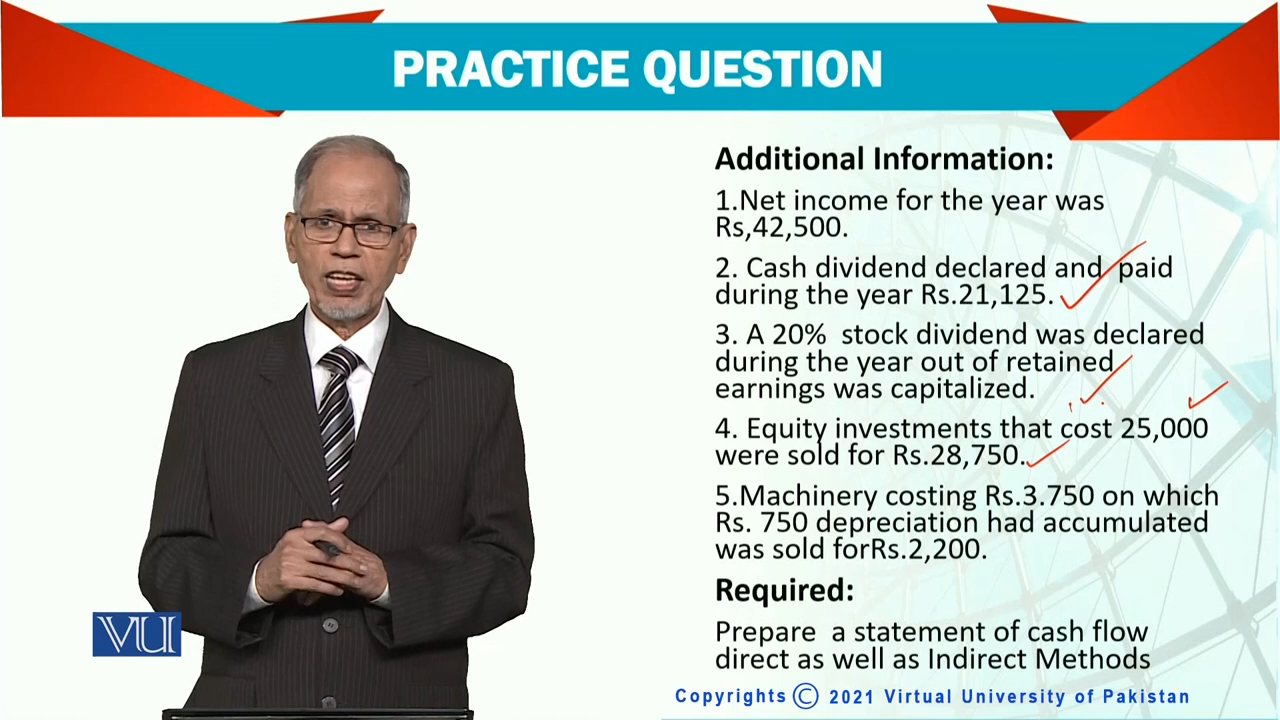 PRACTICE QUESTION
Additional Information:
1.Net income for the year was
Rs,42,500.
2. Cash dividend declared and paid
during the year Rs.21,125.
3. A 20% stock dividend was declared
during the year out of retained
earnings was capitalized.
4. Equity investments that cost 25,000
were sold for Rs.28,750.
5.Machinery costing Rs.3.750 on which
Rs. 750 depreciation had accumulated
was sold forRs.2,200.
Required:
Prepare a statement of cash flow
direct as well as Indirect Methods
VU
Copyrights © 2021 Virtual University of Pakistan